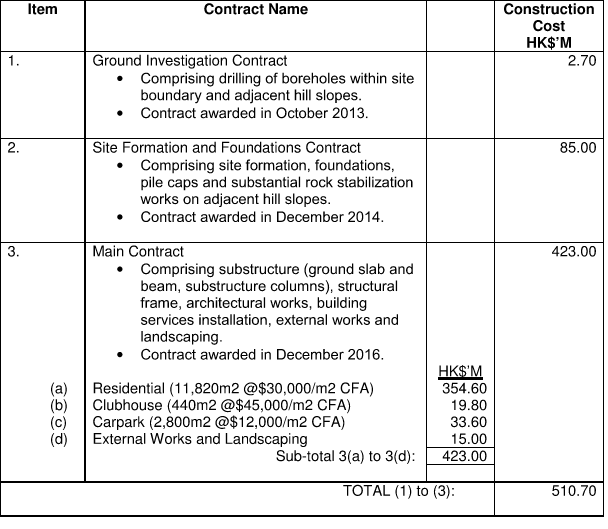 Item Contract Name Construction
Cost
HK$'M
1. Ground Investigation Contract 2.70
• Comprising drilling of boreholes within site
boundary and adjacent hill slopes.
• Contract awarded in October 2013.
2. Site Formation and Foundations Contract 85.00
• Comprising site formation, foundations,
pile caps and substantial rock stabilization
works on adjacent hill slopes.
• Contract awarded in December 2014.
3. Main Contract 423.00
• Comprising substructure (ground slab and
beam, substructure columns), structural
frame, architectural works, building
services installation, external works and
landscaping.
• Contract awarded in December 2016.
HK$'M
(a) Residential (11,820m2 @$30,000/m2 CFA) 354.60
(b) Clubhouse (440m2 @$45,000/m2 CFA) 19.80
(c) Carpark (2,800m2 @$12,000/m2 CFA) 33.60
(d) External Works and Landscaping 15.00
Sub-total 3(a) to 3(d): 423.00
TOTAL (1) to (3): 510.70